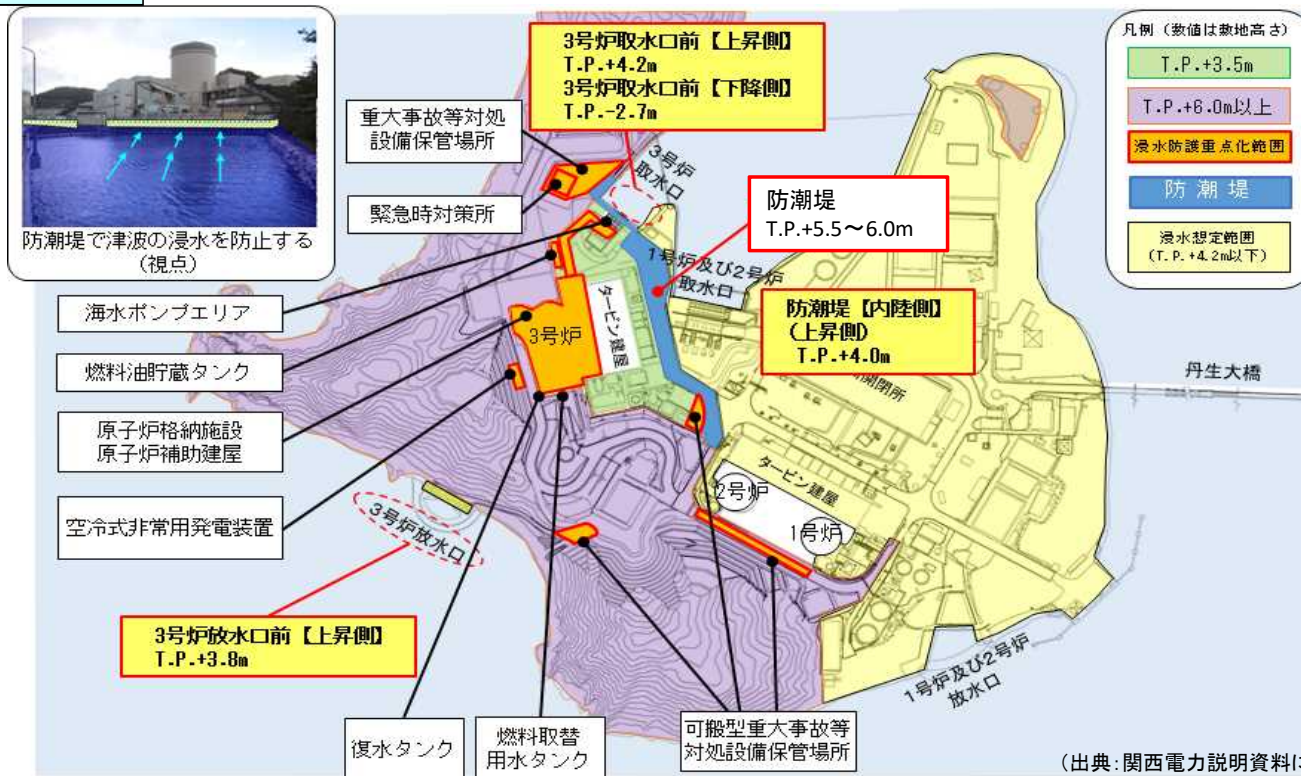 防潮堤で津波の浸水を防止する
(視点)
3号炉取水口前【上昇側】
T.P.+4.2m
3号炉取水口前【下降側】
T.P.-2.7m
凡例(数値は敷地高さ)
T.P.+3.5m
T.P.+6.0m以上
浸水防護重点化範囲
防潮堤
浸水想定範囲
(T.P.+4.2m以下)
重大事故等対処
設備保管場所
緊急時対策所
3号炉
取水口
防潮堤
T.P.+5.5～6.0m
1号炉及び2号炉
取水口
海水ポンプエリア
防潮堤【内陸側】
(上昇側)
T.P.+4.0m
燃料油貯蔵タンク
3号炉
タービン建屋
開閉所
丹生大橋
原子炉格納施設
原子炉補助建屋
空冷式非常用発電装置
タービン建屋
2号炉
1号炉
3号炉放水口
3号炉放水口前【上昇側】
T.P.+3.8m
1号炉及び2号炉
放水口
復水タンク
燃料取替
用水タンク
可搬型重大事故等
対処設備保管場所
(出典:関西電力説明資料に